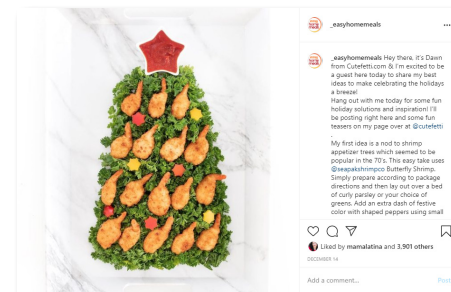 _easyhomemeals
_easyhomemeals Hey there, it's Dawn
from Cutefetti.com & I'm excited to be
a guest here today to share my best
ideas to make celebrating the holidays
a breeze!
Hang out with me today for some fun
holiday solutions and inspiration! I'll
be posting right here and some fun
teasers on my page over at @cutefetti
.
My first idea is a nod to shrimp
appetizer trees which seemed to be
popular in the 70's. This easy take uses
@seapakshrimpco Butterfly Shrimp.
Simply prepare according to package
directions and then lay out over a bed
of curly parsley or your choice of
greens. Add an extra dash of festive
color with shaped peppers using small
Liked by mamalatina and 3,901 others
DECEMBER 14
Add a comment...
Post